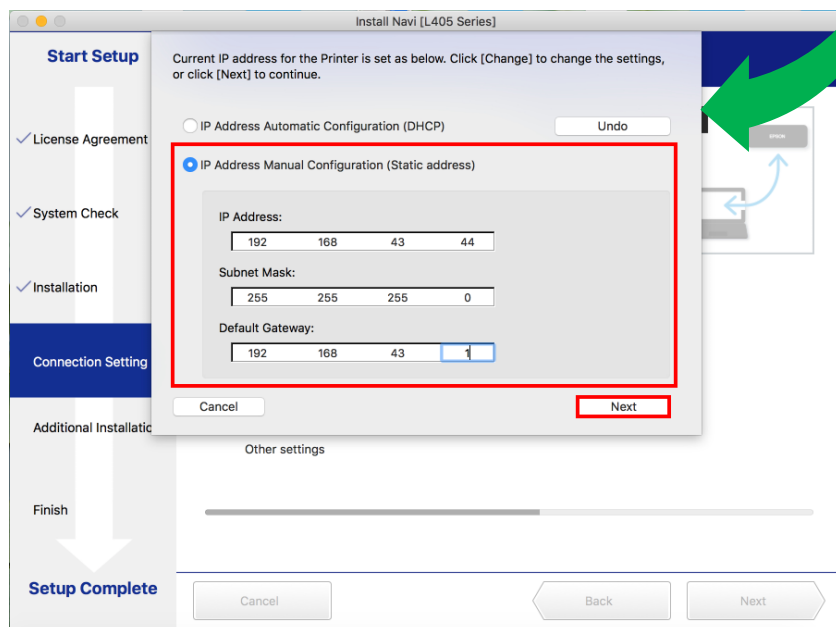 Install Navi [L405 Series]
Start Setup
License Agreement
System Check
Installation
Connection Setting
Additional Installatio
Finish
Setup Complete
Current IP address for the Printer is set as below. Click [Change] to change the settings,
or click [Next] to continue.
IP Address Automatic Configuration (DHCP)
Undo
IP Address Manual Configuration (Static address)
IP Address:
192 168 43 44
Subnet Mask:
255 255 255 0
Default Gateway:
192 168 43 1
Cancel
Next
EPSON
Other settings
Cancel
Back
Next